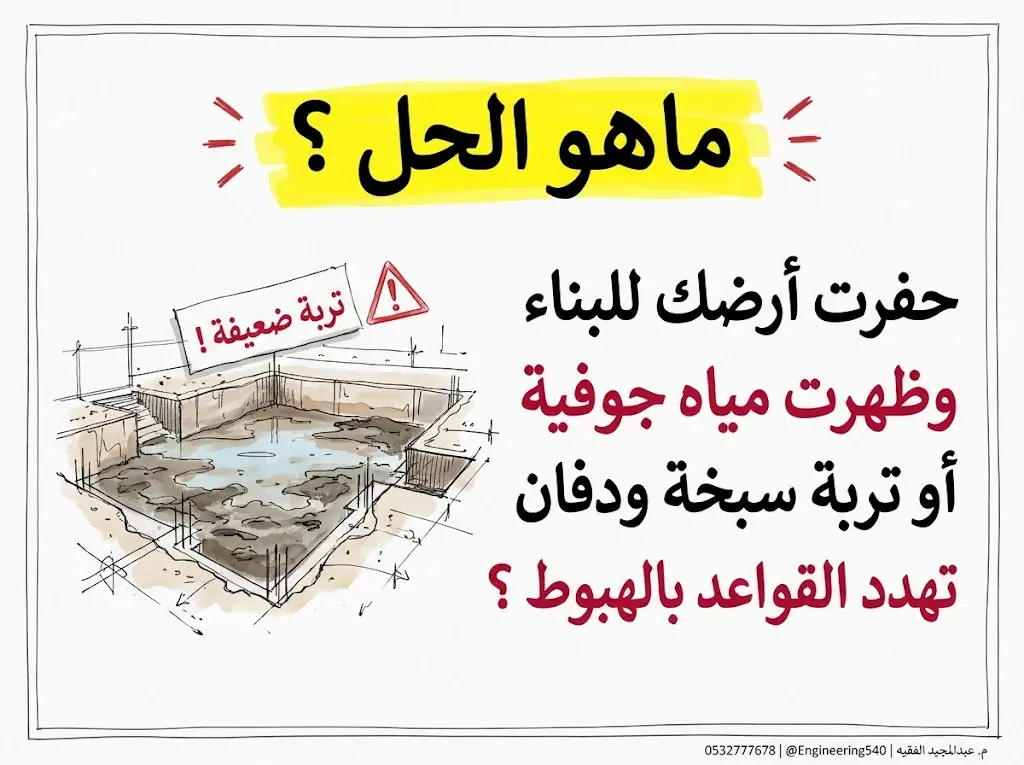 ماهو الحل ؟
حفرت أرضك للبناء
وظهرت مياه جوفية
أو تربة سبخة ودفان
تهدد القواعد بالهبوط ؟
تربة ضعيفة !
م. عبدالمجيد الفقيه | @Engineering540 | 0532777678